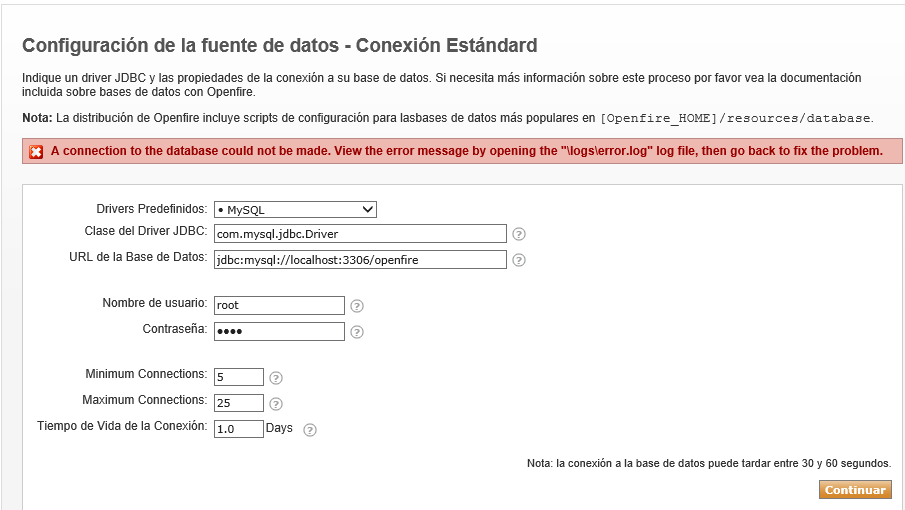 Configuración de la fuente de datos - Conexión Estándard
Indique un driver JDBC y las propiedades de la conexión a su base de datos. Si necesita más información sobre este proceso por favor vea la documentación
incluida sobre bases de datos con Openfire.
Nota: La distribución de Openfire incluye scripts de configuración para lasbases de datos más populares en [Openfire_HOME]/resources/database.
A connection to the database could not be made. View the error message by opening the "\logs\error.log" log file, then go back to fix the problem.
Drivers Predefinidos: • MySQL
Clase del Driver JDBC: com.mysql.jdbc.Driver ?
URL de la Base de Datos: jdbc:mysql://localhost:3306/openfire ?
Nombre de usuario: root ?
Contraseña: •••• ?
Minimum Connections: 5 ?
Maximum Connections: 25 ?
Tiempo de Vida de la Conexión: 1.0 Days ?
Nota: la conexión a la base de datos puede tardar entre 30 y 60 segundos.
Continuar